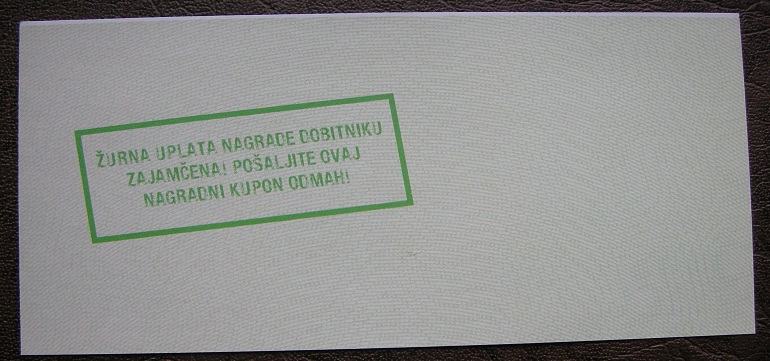 ŽURNA UPLATA NAGRADE DOBITNIKU
ZAJAMČENA! POŠALJITE OVAJ
NAGRADNI KUPON ODMAH!